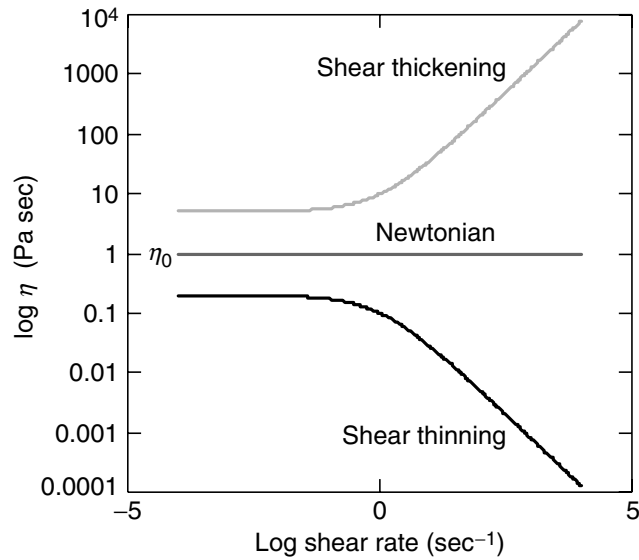 10⁴
1000
100
10
1
0.1
0.01
0.001
0.0001
log η (Pa sec)
η₀
Shear thickening
Newtonian
Shear thinning
−5
0
5
Log shear rate (sec⁻¹)